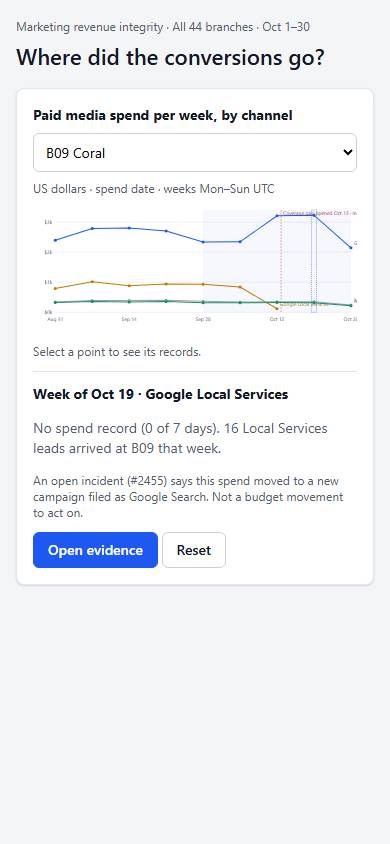 Marketing revenue integrity · All 44 branches · Oct 1–30
Where did the conversions go?
Paid media spend per week, by channel
B09 Coral
US dollars · spend date · weeks Mon–Sun UTC
$2k
$1k
$0k
Aug 31
Sep 14
Sep 28
Oct 12
Select a point to see its records.
Week of Oct 19 · Google Local Services
No spend record (0 of 7 days). 16 Local Services
leads arrived at B09 that week.
An open incident (#2455) says this spend moved to a new
campaign filed as Google Search. Not a budget movement
to act on.
Open evidence
Reset